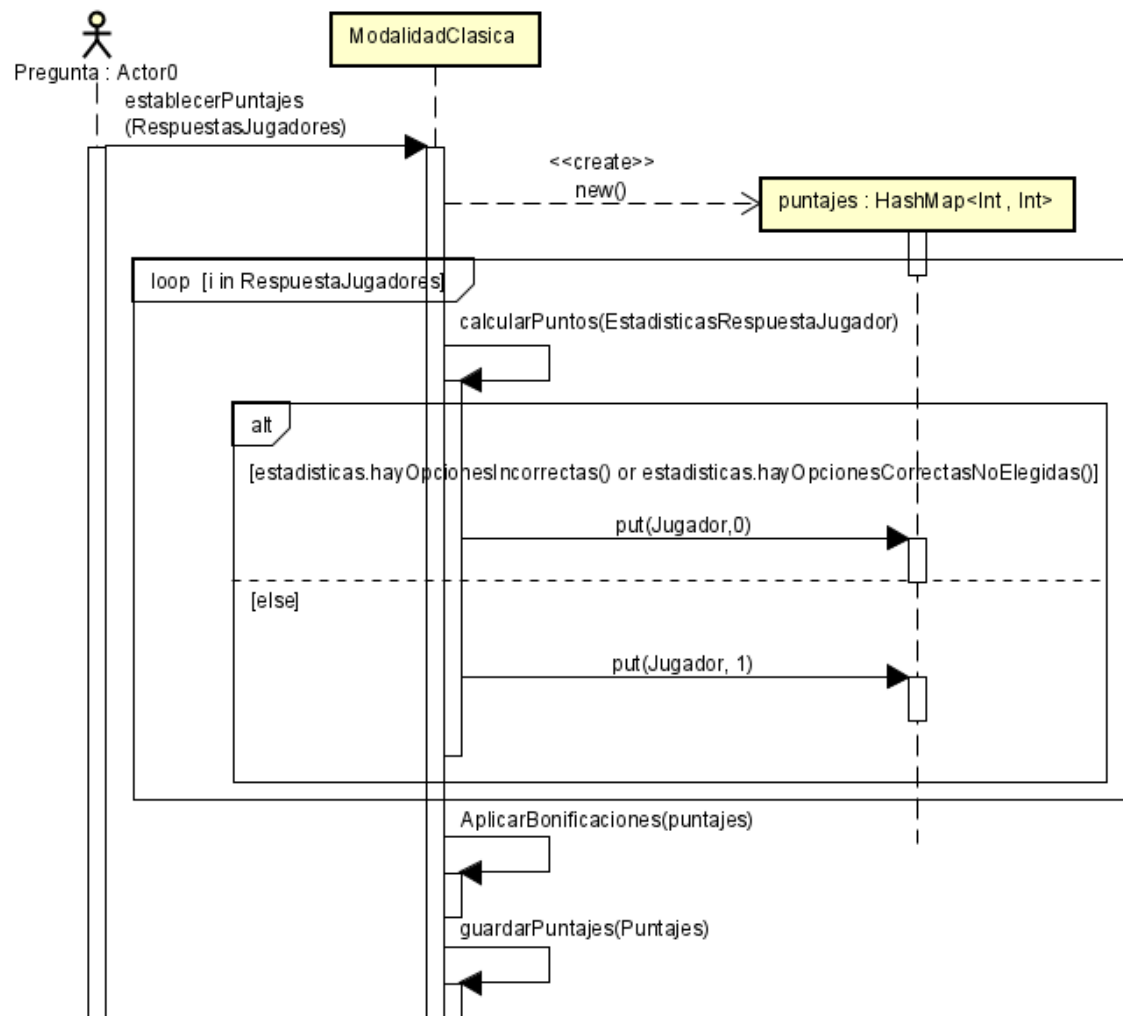 ModalidadClasica
Pregunta : Actor0
establecerPuntajes
(RespuestasJugadores)
<<create>>
new()
puntajes : HashMap<Int , Int>
loop [i in RespuestaJugadores]
calcularPuntos(EstadisticasRespuestaJugador)
alt
[estadisticas.hayOpcionesIncorrectas() or estadisticas.hayOpcionesCorrectasNoElegidas()]
put(Jugador,0)
[else]
put(Jugador, 1)
AplicarBonificaciones(puntajes)
guardarPuntajes(Puntajes)